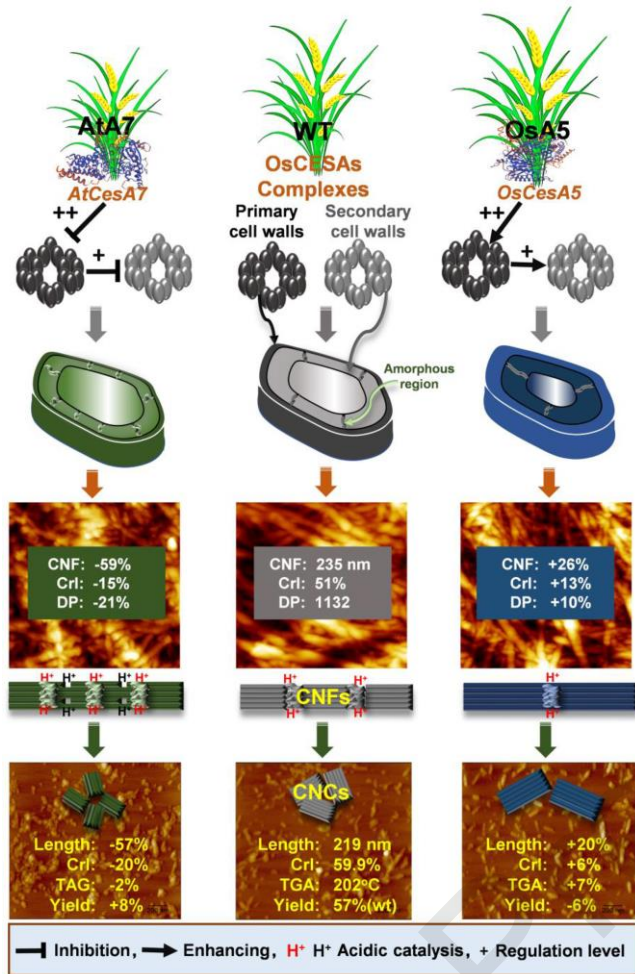 AtA7
AtCesA7
++
+
WT
OsCESAs
Complexes
Primary
cell walls
Secondary
cell walls
Amorphous
region
OsA5
OsCesA5
++
+
CNF: -59%
CrI: -15%
DP: -21%
CNF: 235 nm
CrI: 51%
DP: 1132
CNF: +26%
CrI: +13%
DP: +10%
H⁺ H⁺ H⁺ H⁺ H⁺
H⁺ H⁺ H⁺ H⁺ H⁺
H⁺ H⁺
CNFs
H⁺ H⁺
H⁺
H⁺
Length: -57%
CrI: -20%
TAG: -2%
Yield: +8%
CNCs
Length: 219 nm
CrI: 59.9%
TGA: 202ºC
Yield: 57%(wt)
Length: +20%
CrI: +6%
TGA: +7%
Yield: -6%
Inhibition, Enhancing, H⁺ H⁺ Acidic catalysis, + Regulation level